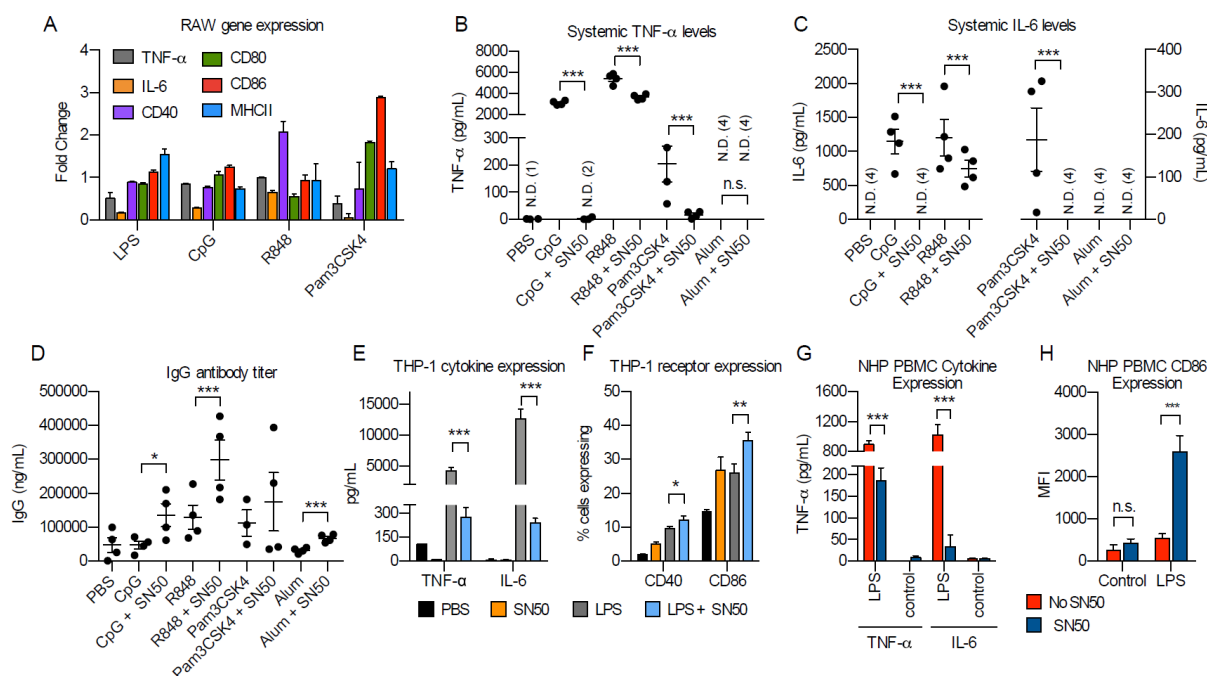 A
RAW gene expression
TNF-α
IL-6
CD40
CD80
CD86
MHCII
Fold Change
4
3
2
1
0
LPS
CpG
R848
Pam3CSK4
B
Systemic TNF-α levels
TNF-α (pg/mL)
8000
6000
4000
2000
300
200
100
0
N.D. (1)
***
N.D. (2)
***
***
N.D. (4)
N.D. (4)
n.s.
PBS
CpG
CpG + SN50
R848
R848 + SN50
Pam3CSK4
Pam3CSK4 + SN50
Alum
Alum + SN50
C
Systemic IL-6 levels
IL-6 (pg/mL)
2500
2000
1500
1000
500
0
N.D. (4)
***
N.D. (4)
***
***
N.D. (4)
N.D. (4)
N.D. (4)
400
300
200
100
0
IL-6 (pg/mL)
PBS
CpG
CpG + SN50
R848
R848 + SN50
Pam3CSK4
Pam3CSK4 + SN50
Alum
Alum + SN50
D
IgG antibody titer
IgG (ng/mL)
500000
400000
300000
200000
100000
0
*
***
***
PBS
CpG
CpG + SN50
R848
R848 + SN50
Pam3CSK4
Pam3CSK4 + SN50
Alum
Alum + SN50
E
THP-1 cytokine expression
pg/mL
15000
10000
5000
300
150
0
***
***
TNF-α
IL-6
F
THP-1 receptor expression
% cells expressing
60
40
20
0
*
**
CD40
CD86
PBS
SN50
LPS
LPS + SN50
G
NHP PBMC Cytokine
Expression
TNF-α (pg/mL)
1600
1200
800
400
200
150
100
50
0
***
***
LPS
control
LPS
control
TNF-α
IL-6
H
NHP PBMC CD86
Expression
MFI
4000
3000
2000
1000
0
n.s.
***
Control
LPS
No SN50
SN50